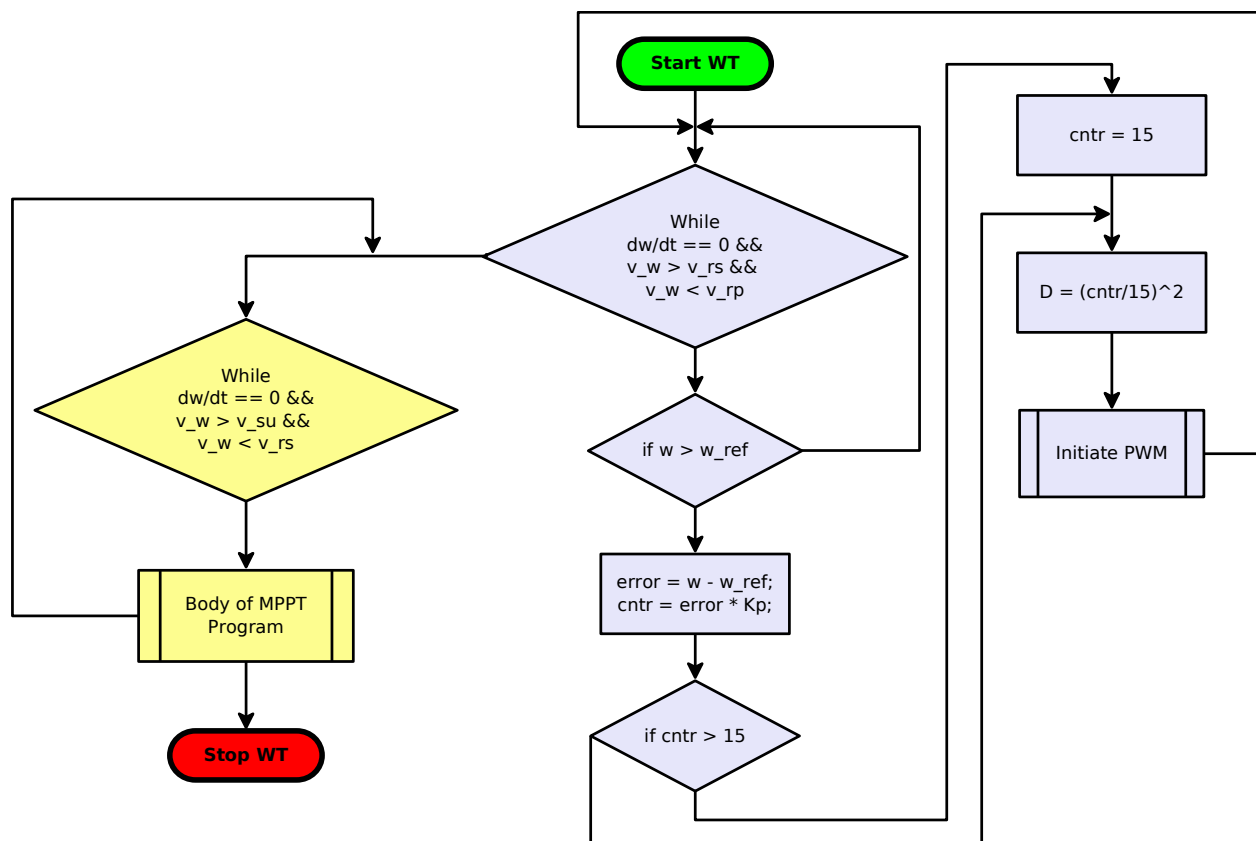 Start WT
cntr = 15
While
dw/dt == 0 &&
v_w > v_rs &&
v_w < v_rp
D = (cntr/15)^2
While
dw/dt == 0 &&
v_w > v_su &&
v_w < v_rs
if w > w_ref
Initiate PWM
error = w - w_ref;
cntr = error * Kp;
Body of MPPT
Program
if cntr > 15
Stop WT